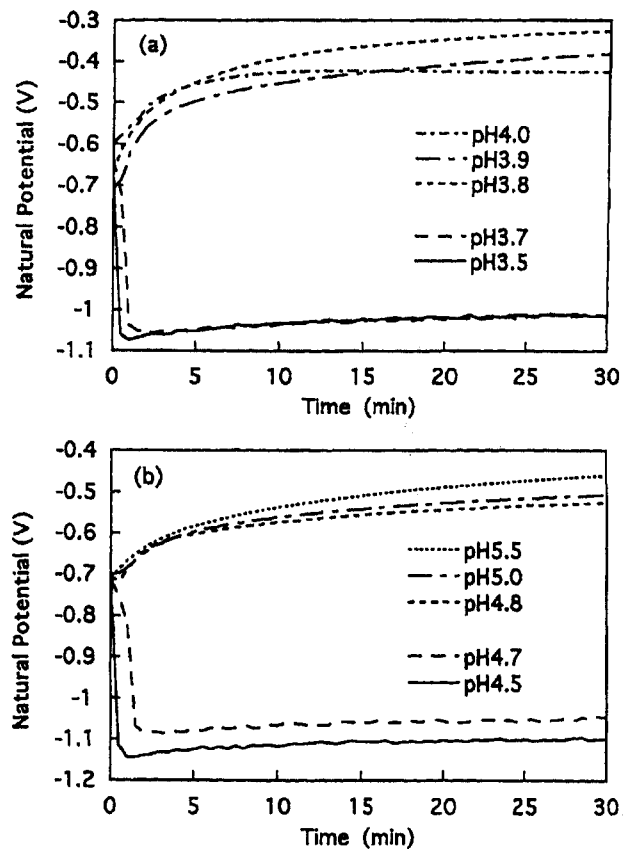 (a)
-0.3
-0.4
-0.5
-0.6
-0.7
-0.8
-0.9
-1
-1.1
Natural Potential (V)
pH4.0
pH3.9
pH3.8
pH3.7
pH3.5
0 5 10 15 20 25 30
Time (min)
(b)
-0.4
-0.5
-0.6
-0.7
-0.8
-0.9
-1
-1.1
-1.2
Natural Potential (V)
pH5.5
pH5.0
pH4.8
pH4.7
pH4.5
0 5 10 15 20 25 30
Time (min)